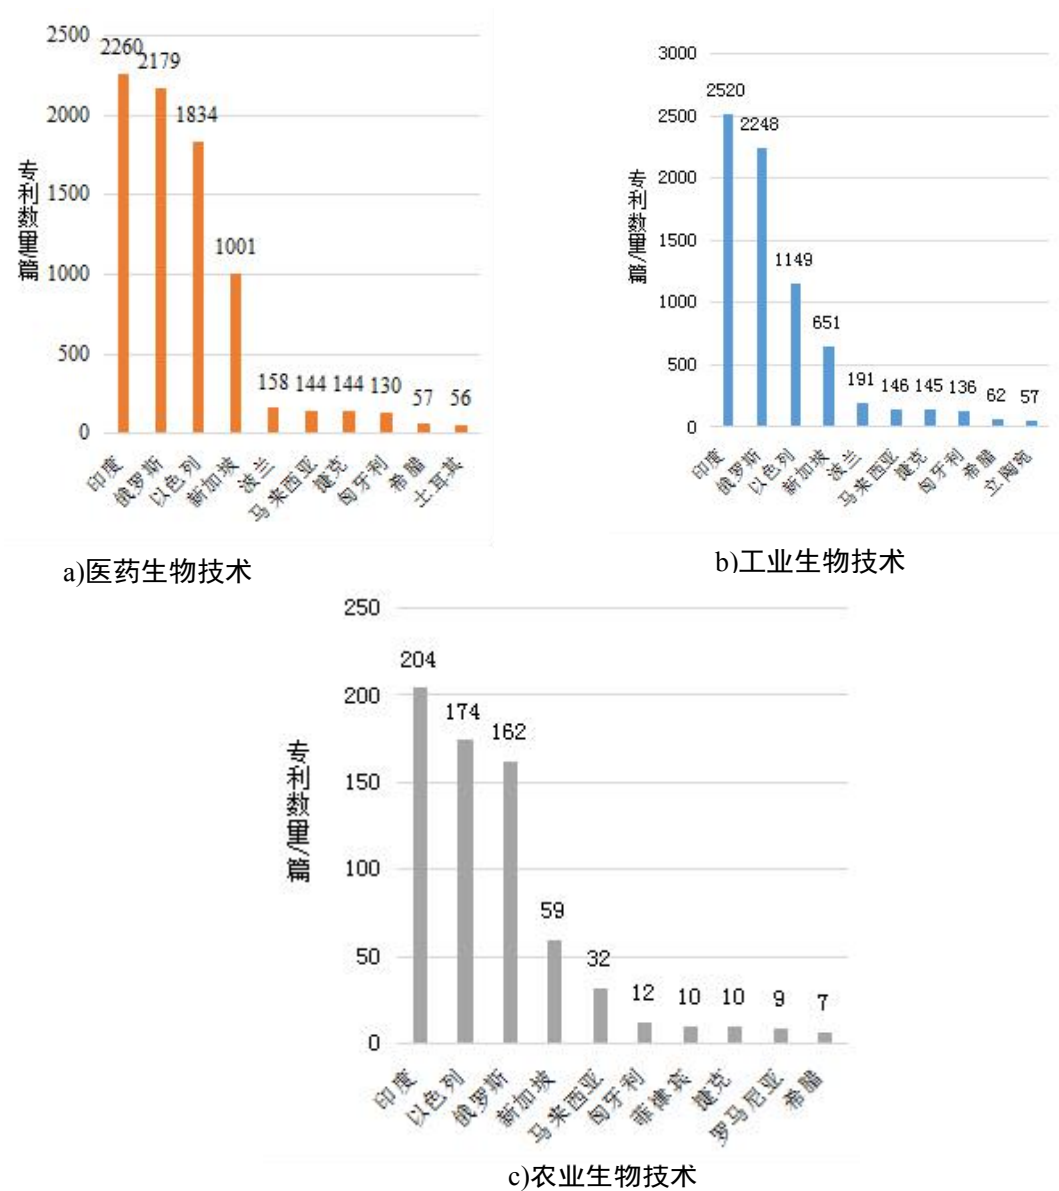 2500
2000
1500
1000
500
0
专利数量/篇
2260
2179
1834
1001
158
144
144
130
57
56
印度
俄罗斯
以色列
新加坡
波兰
马来西亚
捷克
匈牙利
希腊
土耳其
a)医药生物技术
3000
2500
2000
1500
1000
500
0
专利数量/篇
2520
2248
1149
651
191
146
145
136
62
57
印度
俄罗斯
以色列
新加坡
波兰
马来西亚
捷克
匈牙利
希腊
立陶宛
b)工业生物技术
250
200
150
100
50
0
专利数量/篇
204
174
162
59
32
12
10
10
9
7
印度
以色列
俄罗斯
新加坡
马来西亚
匈牙利
菲律宾
捷克
罗马尼亚
希腊
c)农业生物技术